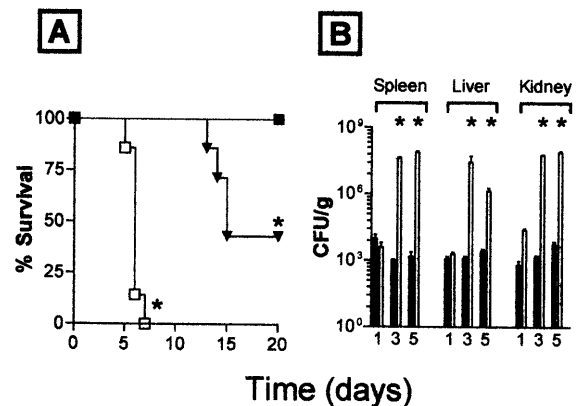 A
B
Spleen Liver Kidney
* * * * * *
% Survival
100
75
50
25
0
*
*
0 5 10 15 20
CFU/g
10^9
10^6
10^3
10^0
1 3 5 1 3 5 1 3 5
Time (days)